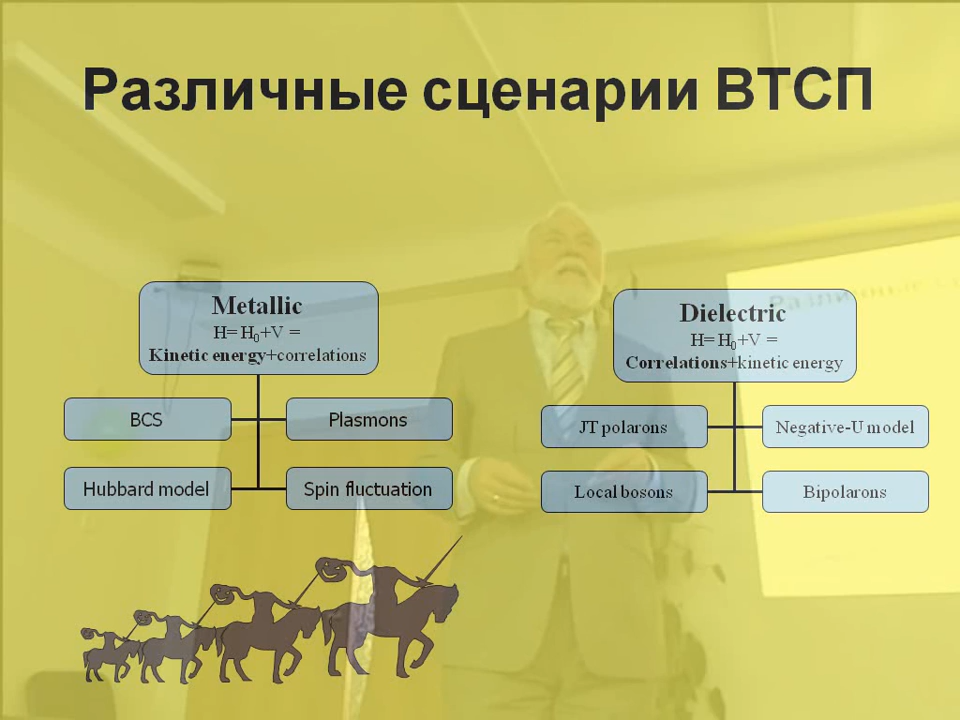 Различные сценарии ВТСП
Metallic
H= H₀+V =
Kinetic energy+correlations
BCS
Plasmons
Hubbard model
Spin fluctuation
Dielectric
H= H₀+V =
Correlations+kinetic energy
JT polarons
Negative-U model
Local bosons
Bipolarons